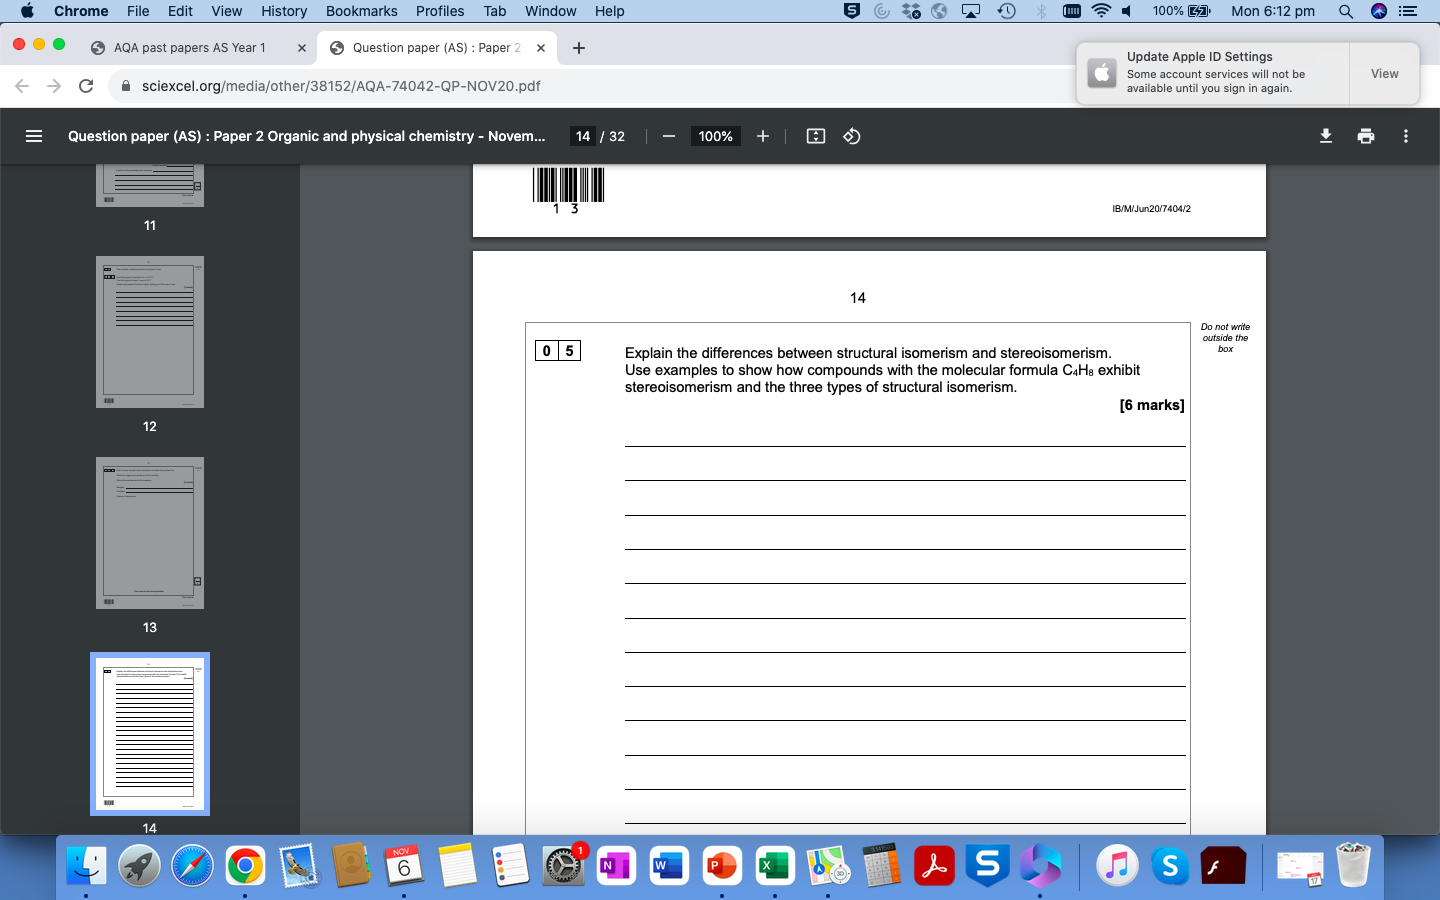 Chrome File Edit View History Bookmarks Profiles Tab Window Help 100% Mon 6:12 pm
AQA past papers AS Year 1
Question paper (AS) : Paper 2
Update Apple ID Settings
Some account services will not be
available until you sign in again.
View
sciexcel.org/media/other/38152/AQA-74042-QP-NOV20.pdf
Question paper (AS) : Paper 2 Organic and physical chemistry - Novem... 14 / 32 100%
11
12
13
14
1 3
IB/M/Jun20/7404/2
14
Do not write
outside the
box
0 5
Explain the differences between structural isomerism and stereoisomerism.
Use examples to show how compounds with the molecular formula C₄H₈ exhibit
stereoisomerism and the three types of structural isomerism.
[6 marks]
NOV
6
1
N
W
P
X
3D
S
S
f
17